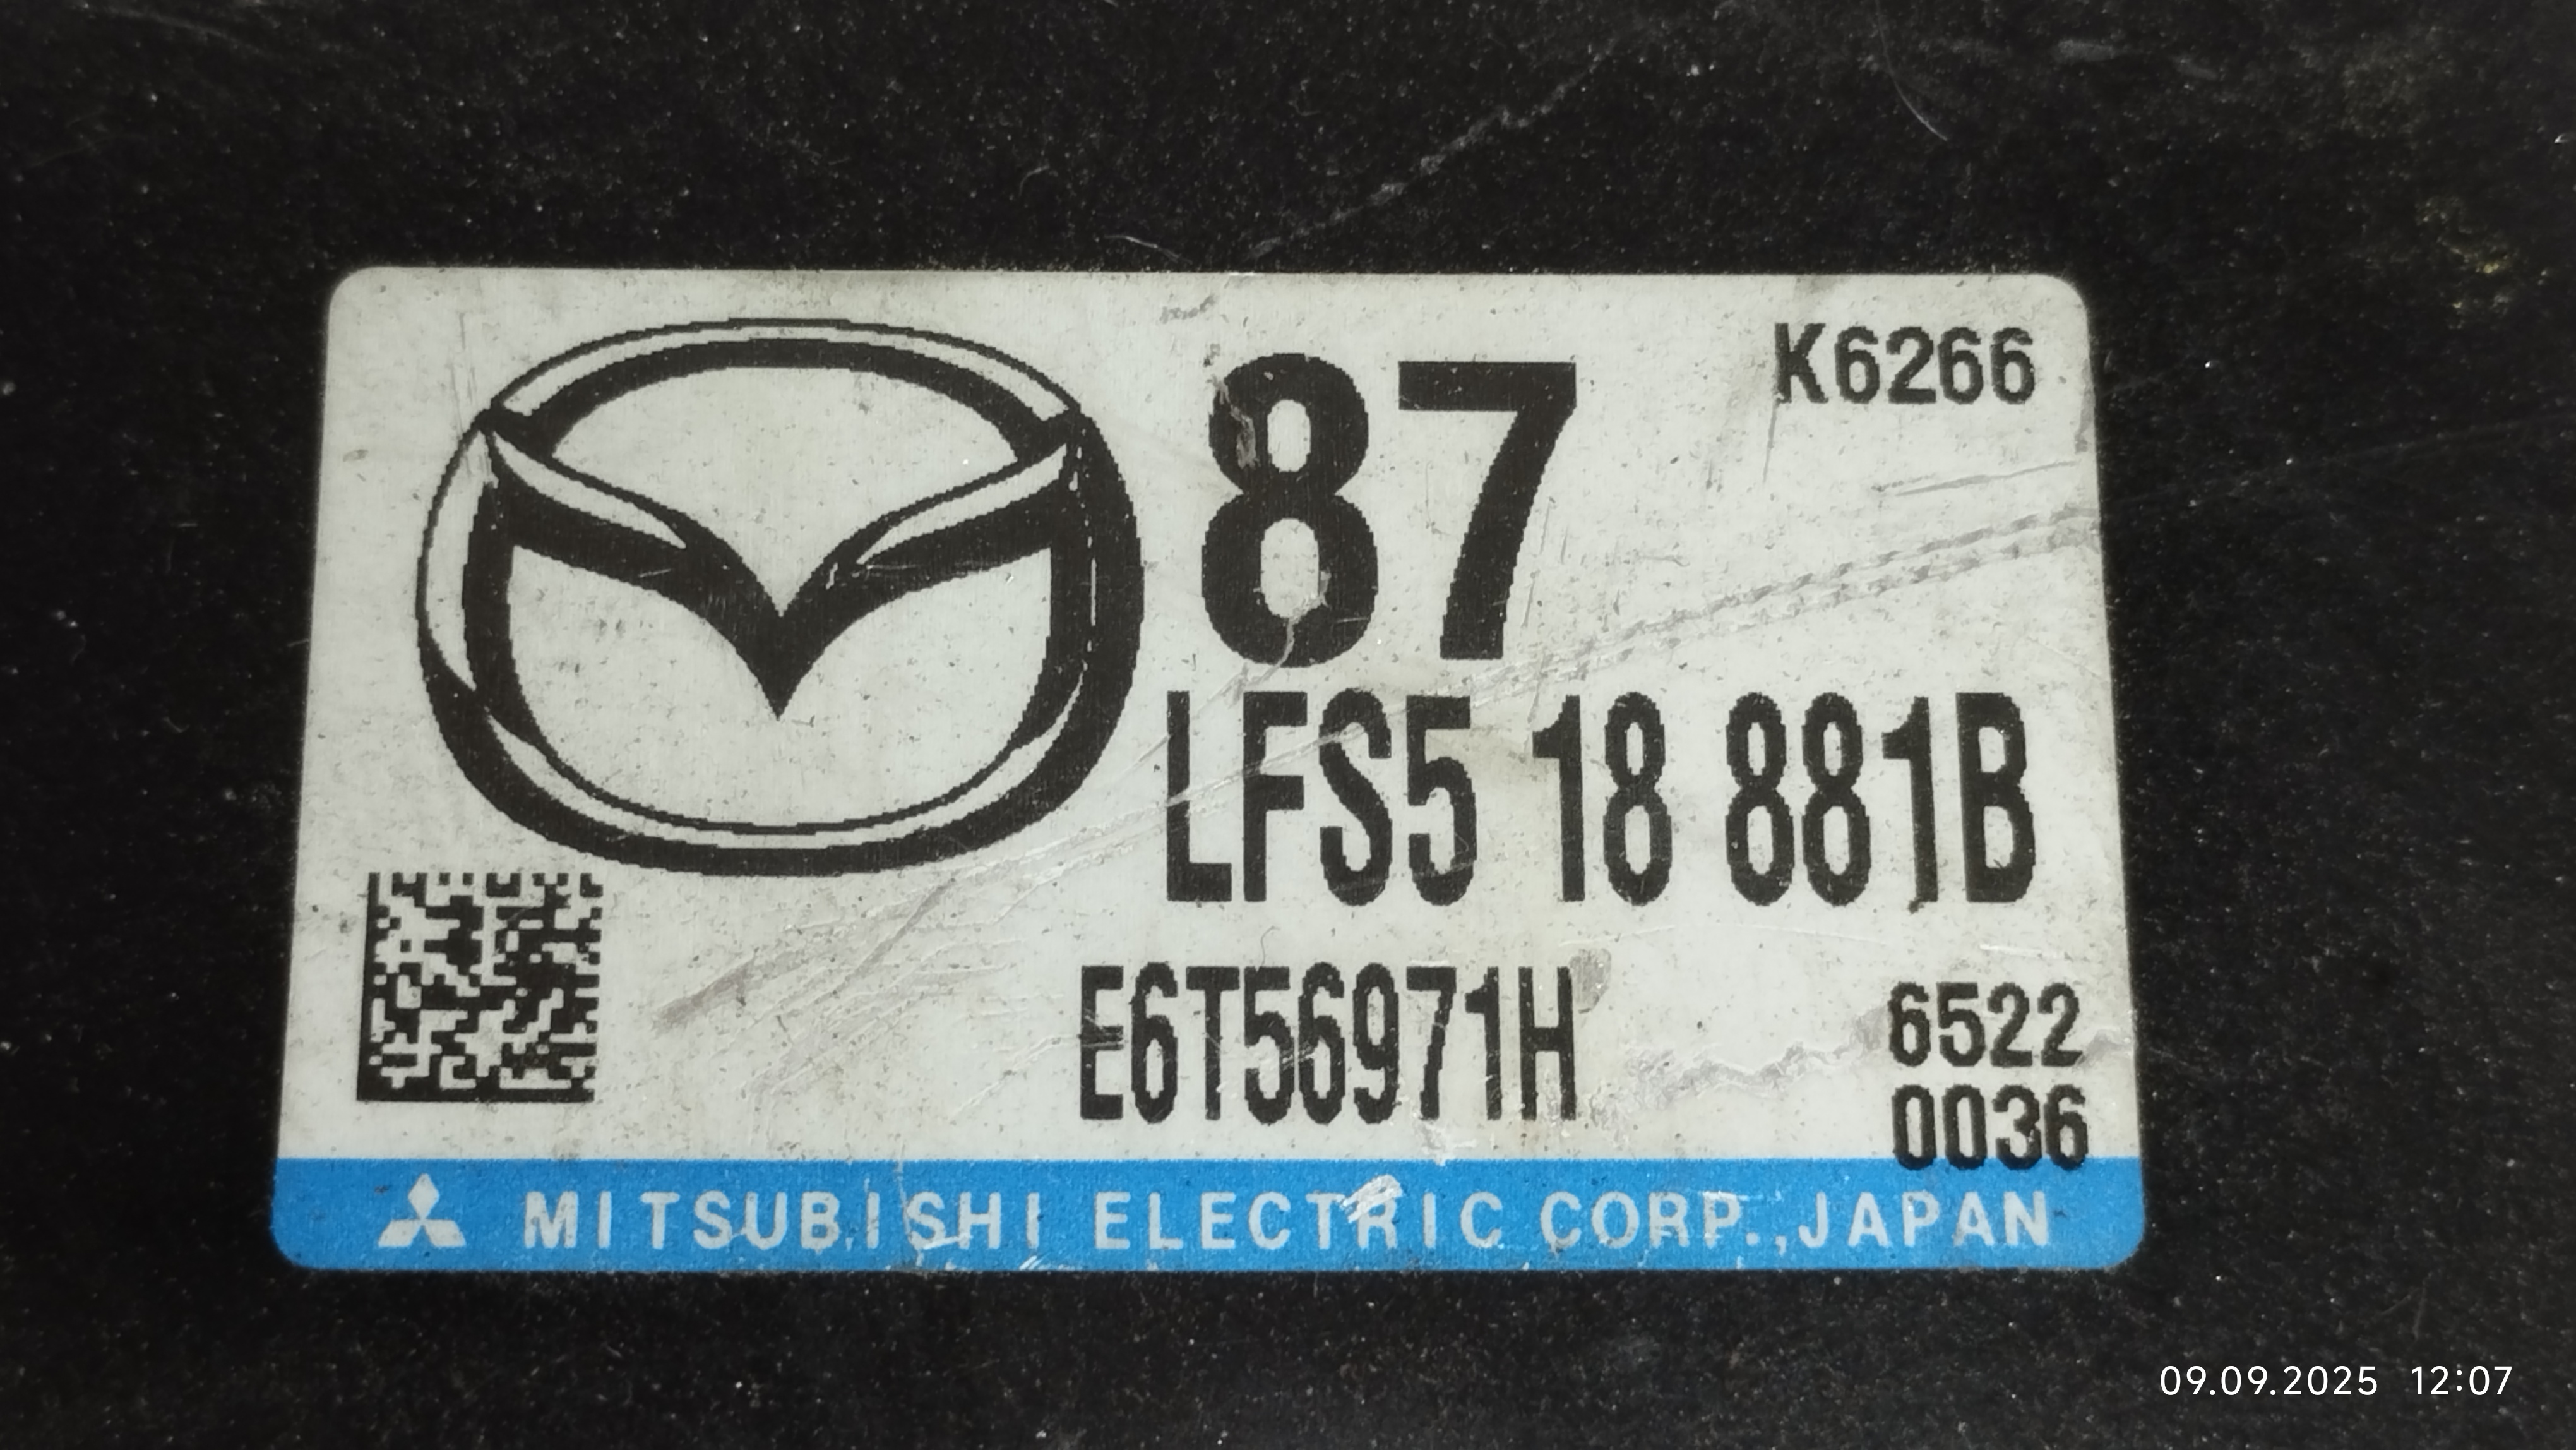 87
K6266
LFS5 18 881B
E6T56971H
6522
0036
MITSUBISHI ELECTRIC CORP.,JAPAN
09.09.2025 12:07